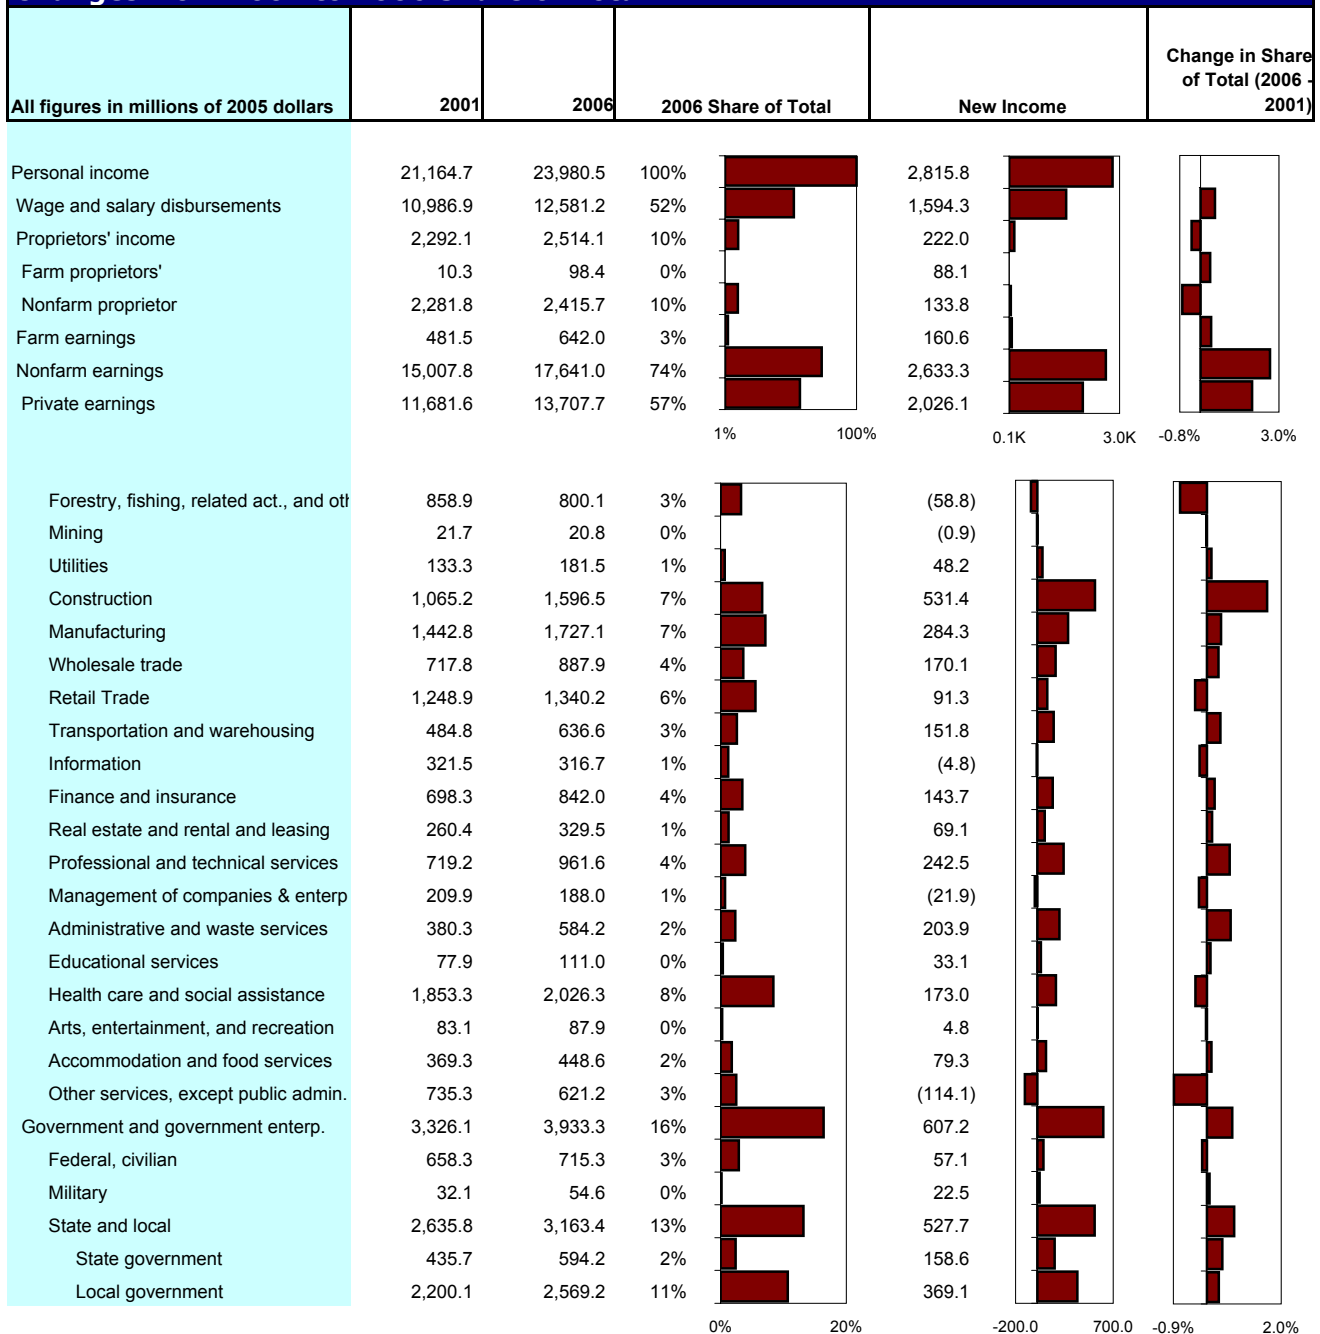 Change in Share
of Total (2006 -
All figures in millions of 2005 dollars 2001 2006 2006 Share of Total New Income 2001)
Personal income 21,164.7 23,980.5 100% 2,815.8
Wage and salary disbursements 10,986.9 12,581.2 52% 1,594.3
Proprietors' income 2,292.1 2,514.1 10% 222.0
Farm proprietors' 10.3 98.4 0% 88.1
Nonfarm proprietor 2,281.8 2,415.7 10% 133.8
Farm earnings 481.5 642.0 3% 160.6
Nonfarm earnings 15,007.8 17,641.0 74% 2,633.3
Private earnings 11,681.6 13,707.7 57% 2,026.1
1% 100% 0.1K 3.0K -0.8% 3.0%
Forestry, fishing, related act., and oth 858.9 800.1 3% (58.8)
Mining 21.7 20.8 0% (0.9)
Utilities 133.3 181.5 1% 48.2
Construction 1,065.2 1,596.5 7% 531.4
Manufacturing 1,442.8 1,727.1 7% 284.3
Wholesale trade 717.8 887.9 4% 170.1
Retail Trade 1,248.9 1,340.2 6% 91.3
Transportation and warehousing 484.8 636.6 3% 151.8
Information 321.5 316.7 1% (4.8)
Finance and insurance 698.3 842.0 4% 143.7
Real estate and rental and leasing 260.4 329.5 1% 69.1
Professional and technical services 719.2 961.6 4% 242.5
Management of companies & enterp 209.9 188.0 1% (21.9)
Administrative and waste services 380.3 584.2 2% 203.9
Educational services 77.9 111.0 0% 33.1
Health care and social assistance 1,853.3 2,026.3 8% 173.0
Arts, entertainment, and recreation 83.1 87.9 0% 4.8
Accommodation and food services 369.3 448.6 2% 79.3
Other services, except public admin. 735.3 621.2 3% (114.1)
Government and government enterp. 3,326.1 3,933.3 16% 607.2
Federal, civilian 658.3 715.3 3% 57.1
Military 32.1 54.6 0% 22.5
State and local 2,635.8 3,163.4 13% 527.7
State government 435.7 594.2 2% 158.6
Local government 2,200.1 2,569.2 11% 369.1
0% 20% -200.0 700.0 -0.9% 2.0%